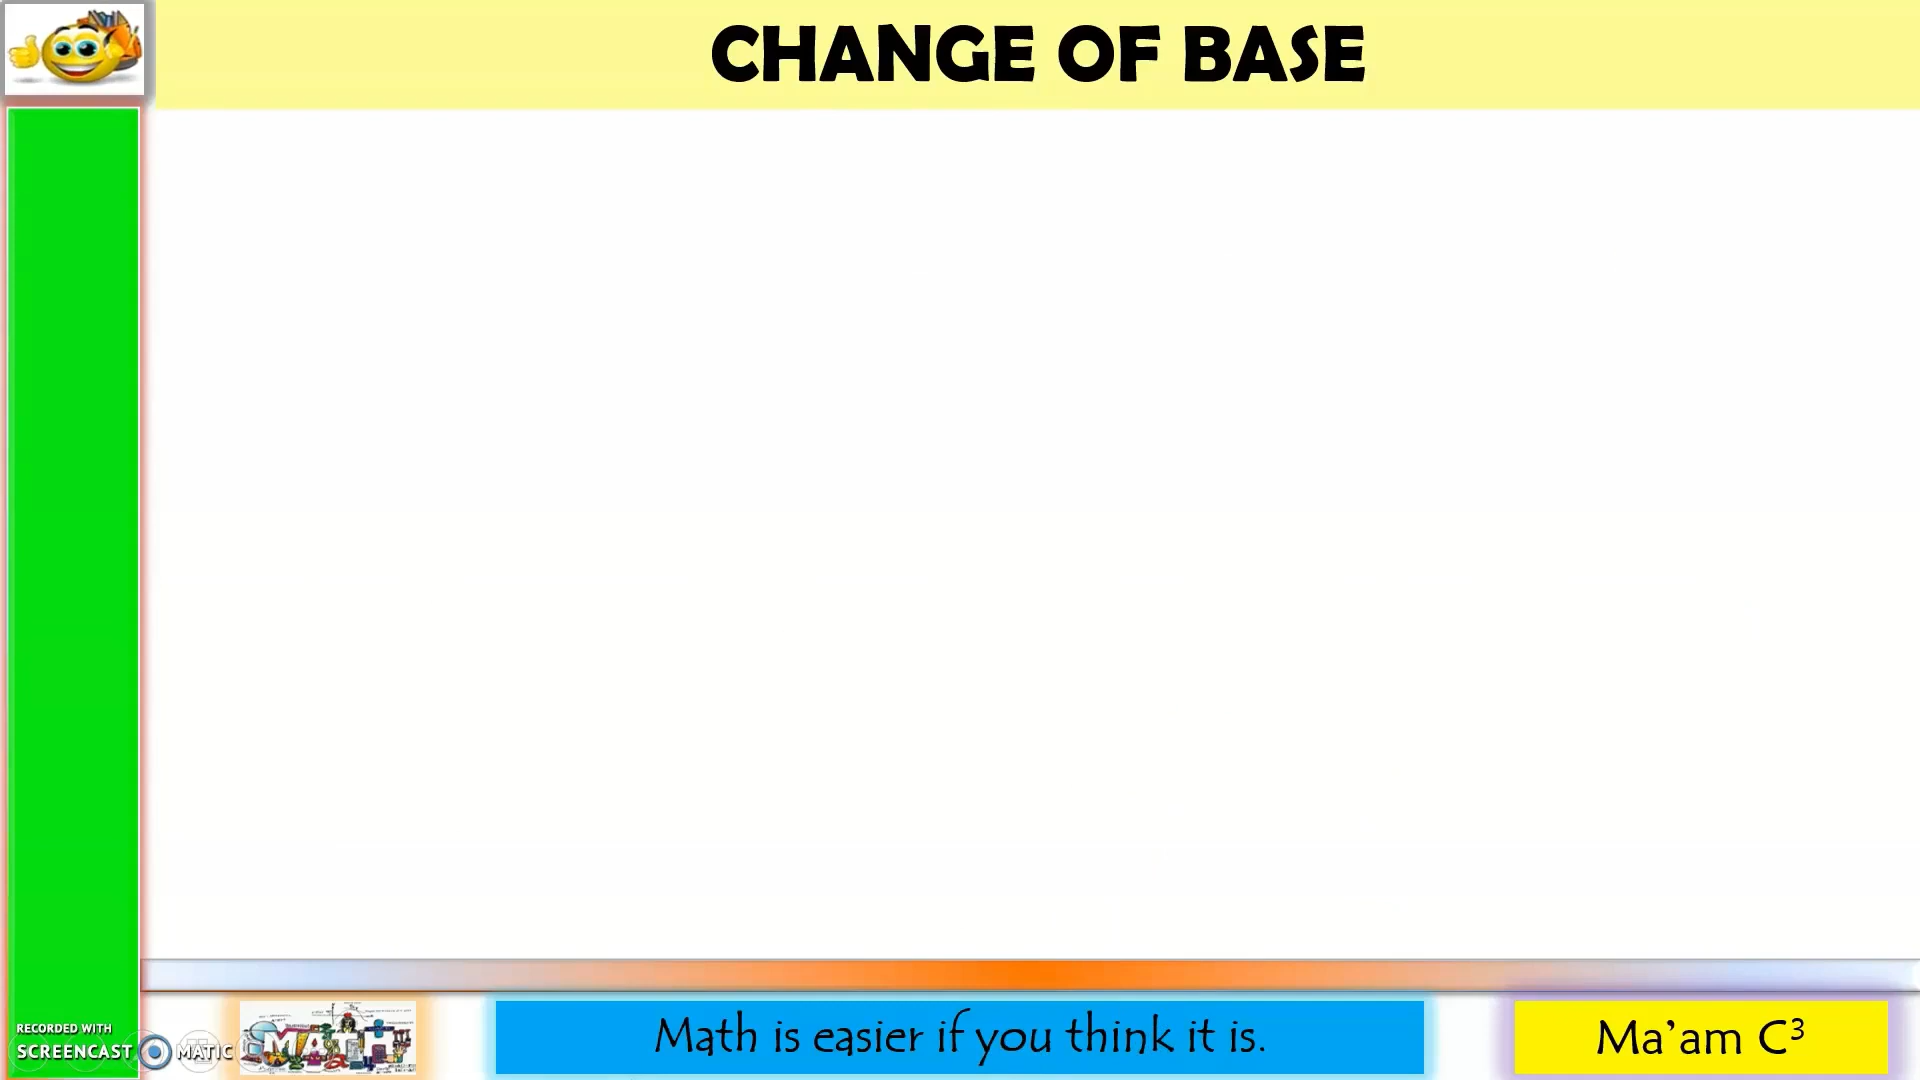 CHANGE OF BASE
RECORDED WITH
SCREENCAST MATIC
MATH
Math is easier if you think it is.
Ma'am C³